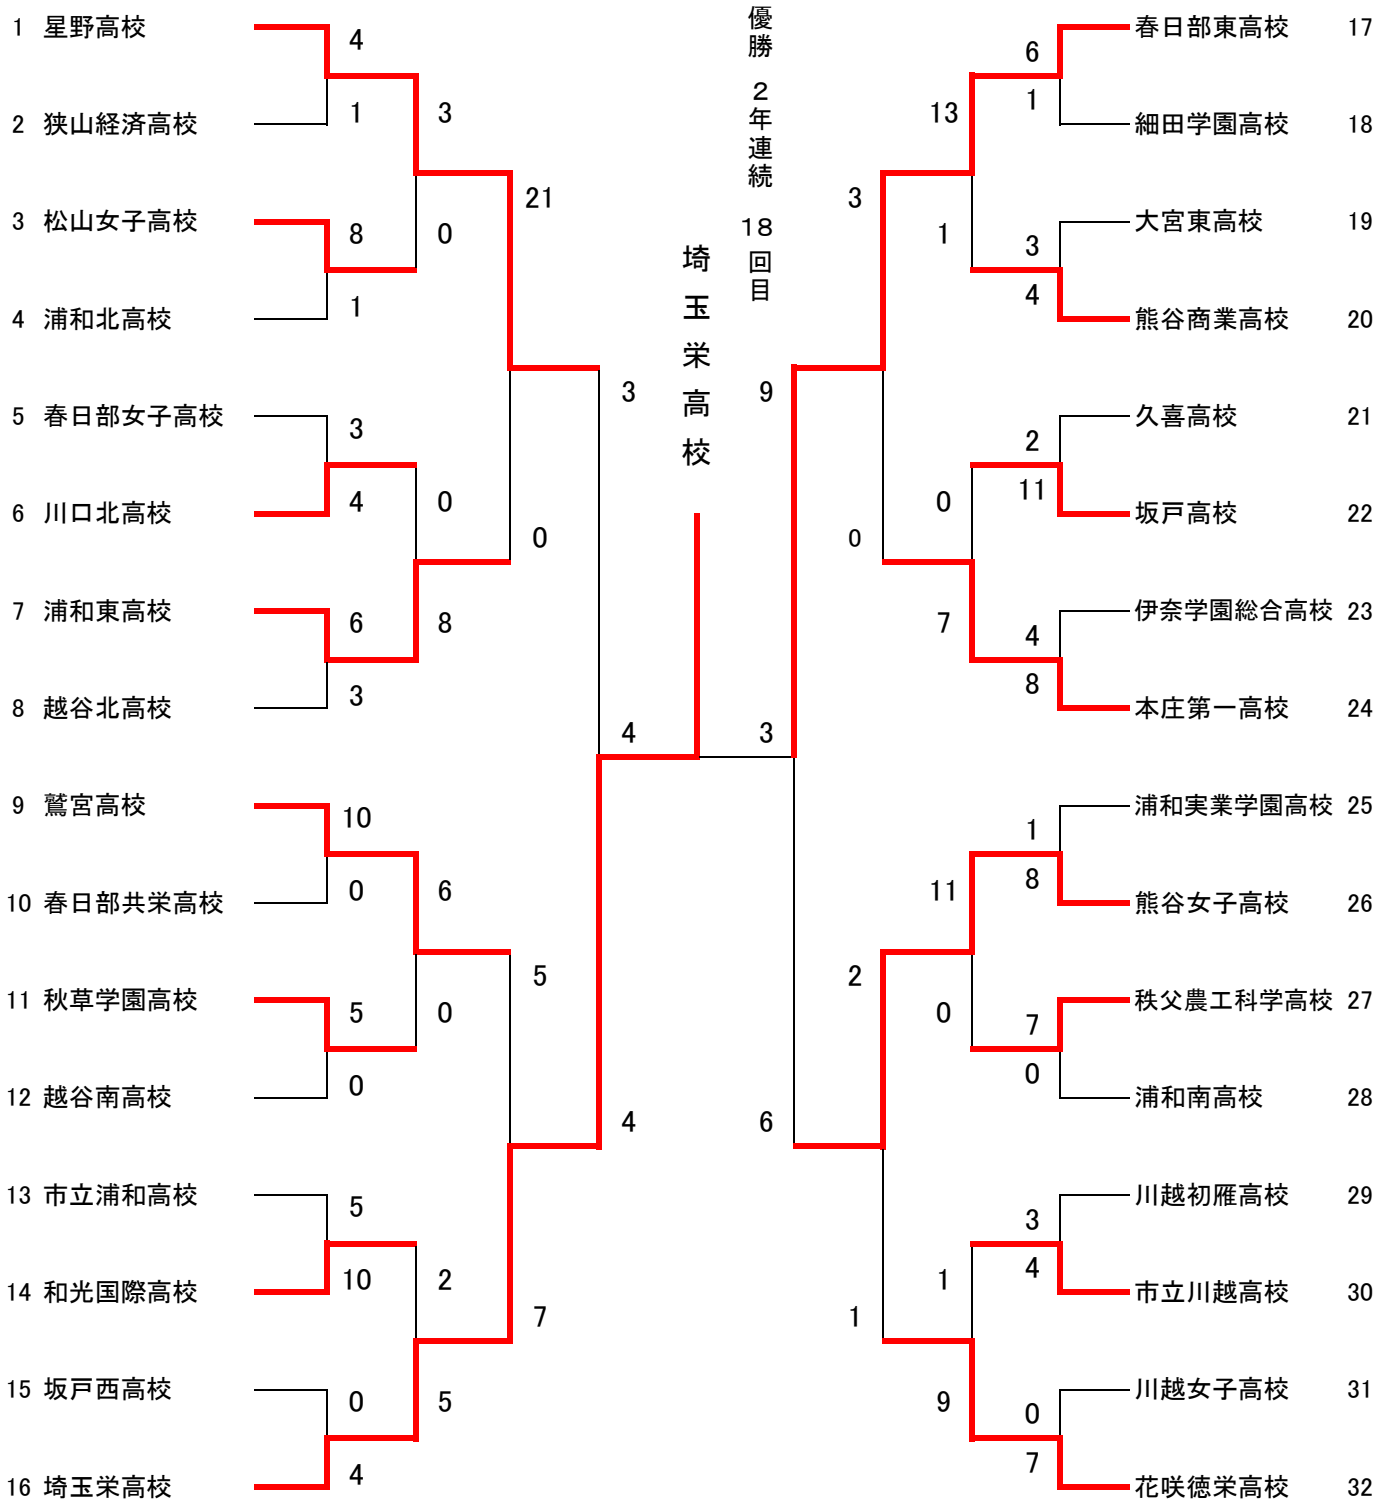 1 星野高校
4
2 狭山経済高校
1
3
3 松山女子高校
8
0
4 浦和北高校
1
21
5 春日部女子高校
3
6 川口北高校
4
0
7 浦和東高校
6
8
8 越谷北高校
3
0
3
9 鷲宮高校
10
10 春日部共栄高校
0
6
11 秋草学園高校
5
0
12 越谷南高校
0
5
13 市立浦和高校
5
14 和光国際高校
10
2
15 坂戸西高校
0
5
16 埼玉栄高校
4
7
4
4
優勝 2年連続 18回目
埼玉栄高校
3
9
6
春日部東高校 17
6
細田学園高校 18
1
13
大宮東高校 19
3
1
熊谷商業高校 20
4
3
久喜高校 21
2
坂戸高校 22
11
0
伊奈学園総合高校 23
4
7
本庄第一高校 24
8
0
浦和実業学園高校 25
1
熊谷女子高校 26
8
11
秩父農工科学高校 27
7
0
浦和南高校 28
0
2
川越初雁高校 29
3
市立川越高校 30
4
1
川越女子高校 31
0
9
花咲徳栄高校 32
7
1